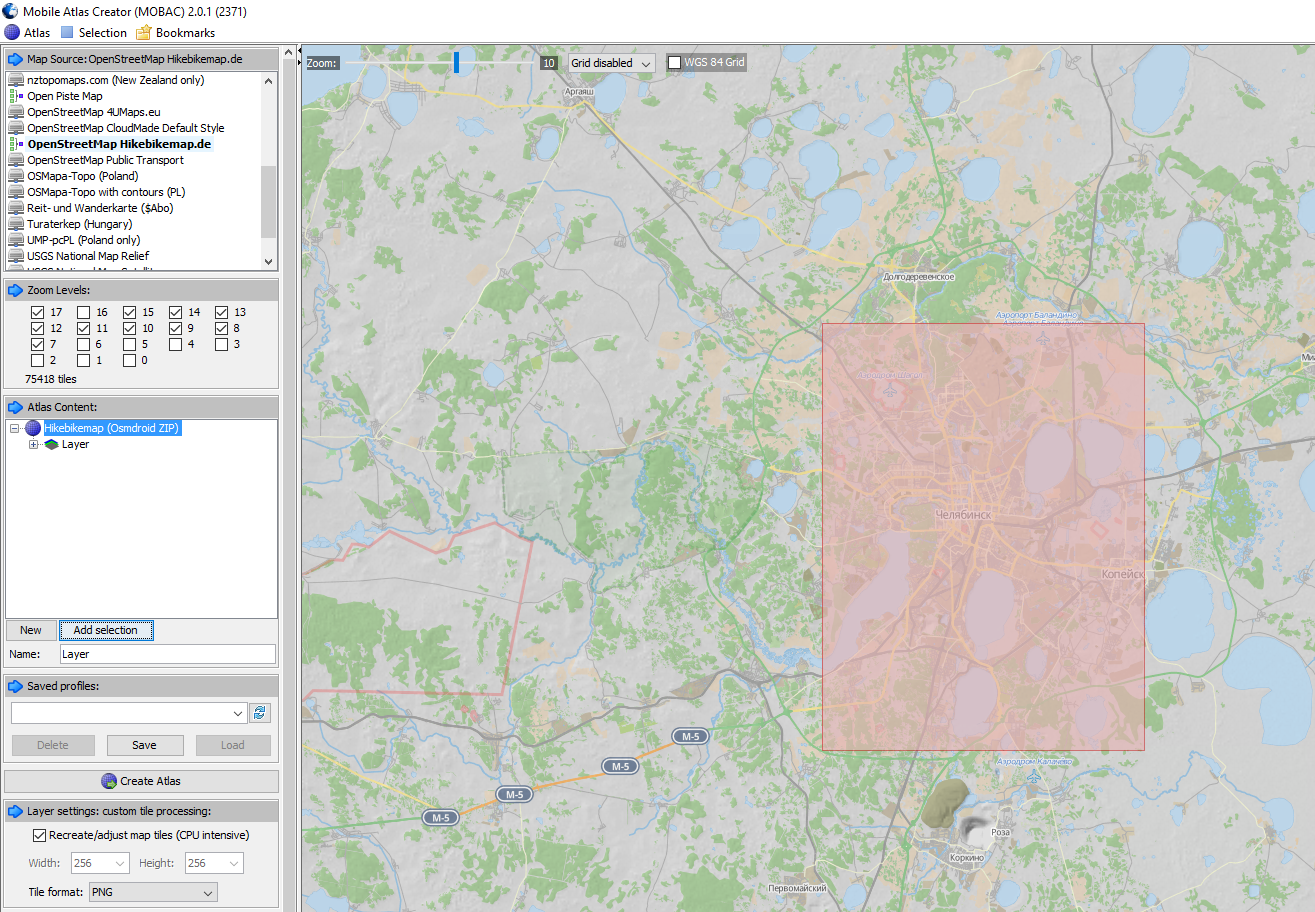 Mobile Atlas Creator (MOBAC) 2.0.1 (2371)
Atlas Selection Bookmarks
Map Source: OpenStreetMap Hikebikemap.de
nztopomaps.com (New Zealand only)
Open Piste Map
OpenStreetMap 4UMaps.eu
OpenStreetMap CloudMade Default Style
OpenStreetMap Hikebikemap.de
OpenStreetMap Public Transport
OSMapa-Topo (Poland)
OSMapa-Topo with contours (PL)
Reit- und Wanderkarte ($Abo)
Turaterkep (Hungary)
UMP-pcPL (Poland only)
USGS National Map Relief
Zoom Levels:
17 16 15 14 13
12 11 10 9 8
7 6 5 4 3
2 1 0
75418 tiles
Atlas Content:
Hikebikemap (Osmdroid ZIP)
Layer
New Add selection
Name: Layer
Saved profiles:
Delete Save Load
Create Atlas
Layer settings: custom tile processing:
Recreate/adjust map tiles (CPU intensive)
Width: 256 Height: 256
Tile format: PNG
Zoom: 10 Grid disabled WGS 84 Grid
Аргаяш
Долгодеревенское
Аэропорт Баландино
Челябинск
Копейск
M-5
M-5
M-5
M-5
Аэродром Калачево
Роза
Коркино
Первомайский